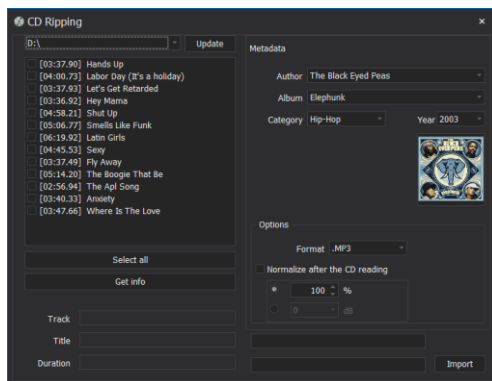 CD Ripping
D:\
Update
[03:37.90] Hands Up
[04:00.73] Labor Day (It's a holiday)
[03:37.93] Let's Get Retarded
[03:36.92] Hey Mama
[04:58.21] Shut Up
[05:06.77] Smells Like Funk
[06:19.92] Latin Girls
[04:45.53] Sexy
[03:37.49] Fly Away
[05:14.20] The Boogie That Be
[02:56.94] The Apl Song
[03:40.33] Anxiety
[03:47.66] Where Is The Love
Select all
Get info
Track
Title
Duration
Metadata
Author The Black Eyed Peas
Album Elephunk
Category Hip-Hop Year 2003
Options
Format .MP3
Normalize after the CD reading
100 %
0 dB
Import